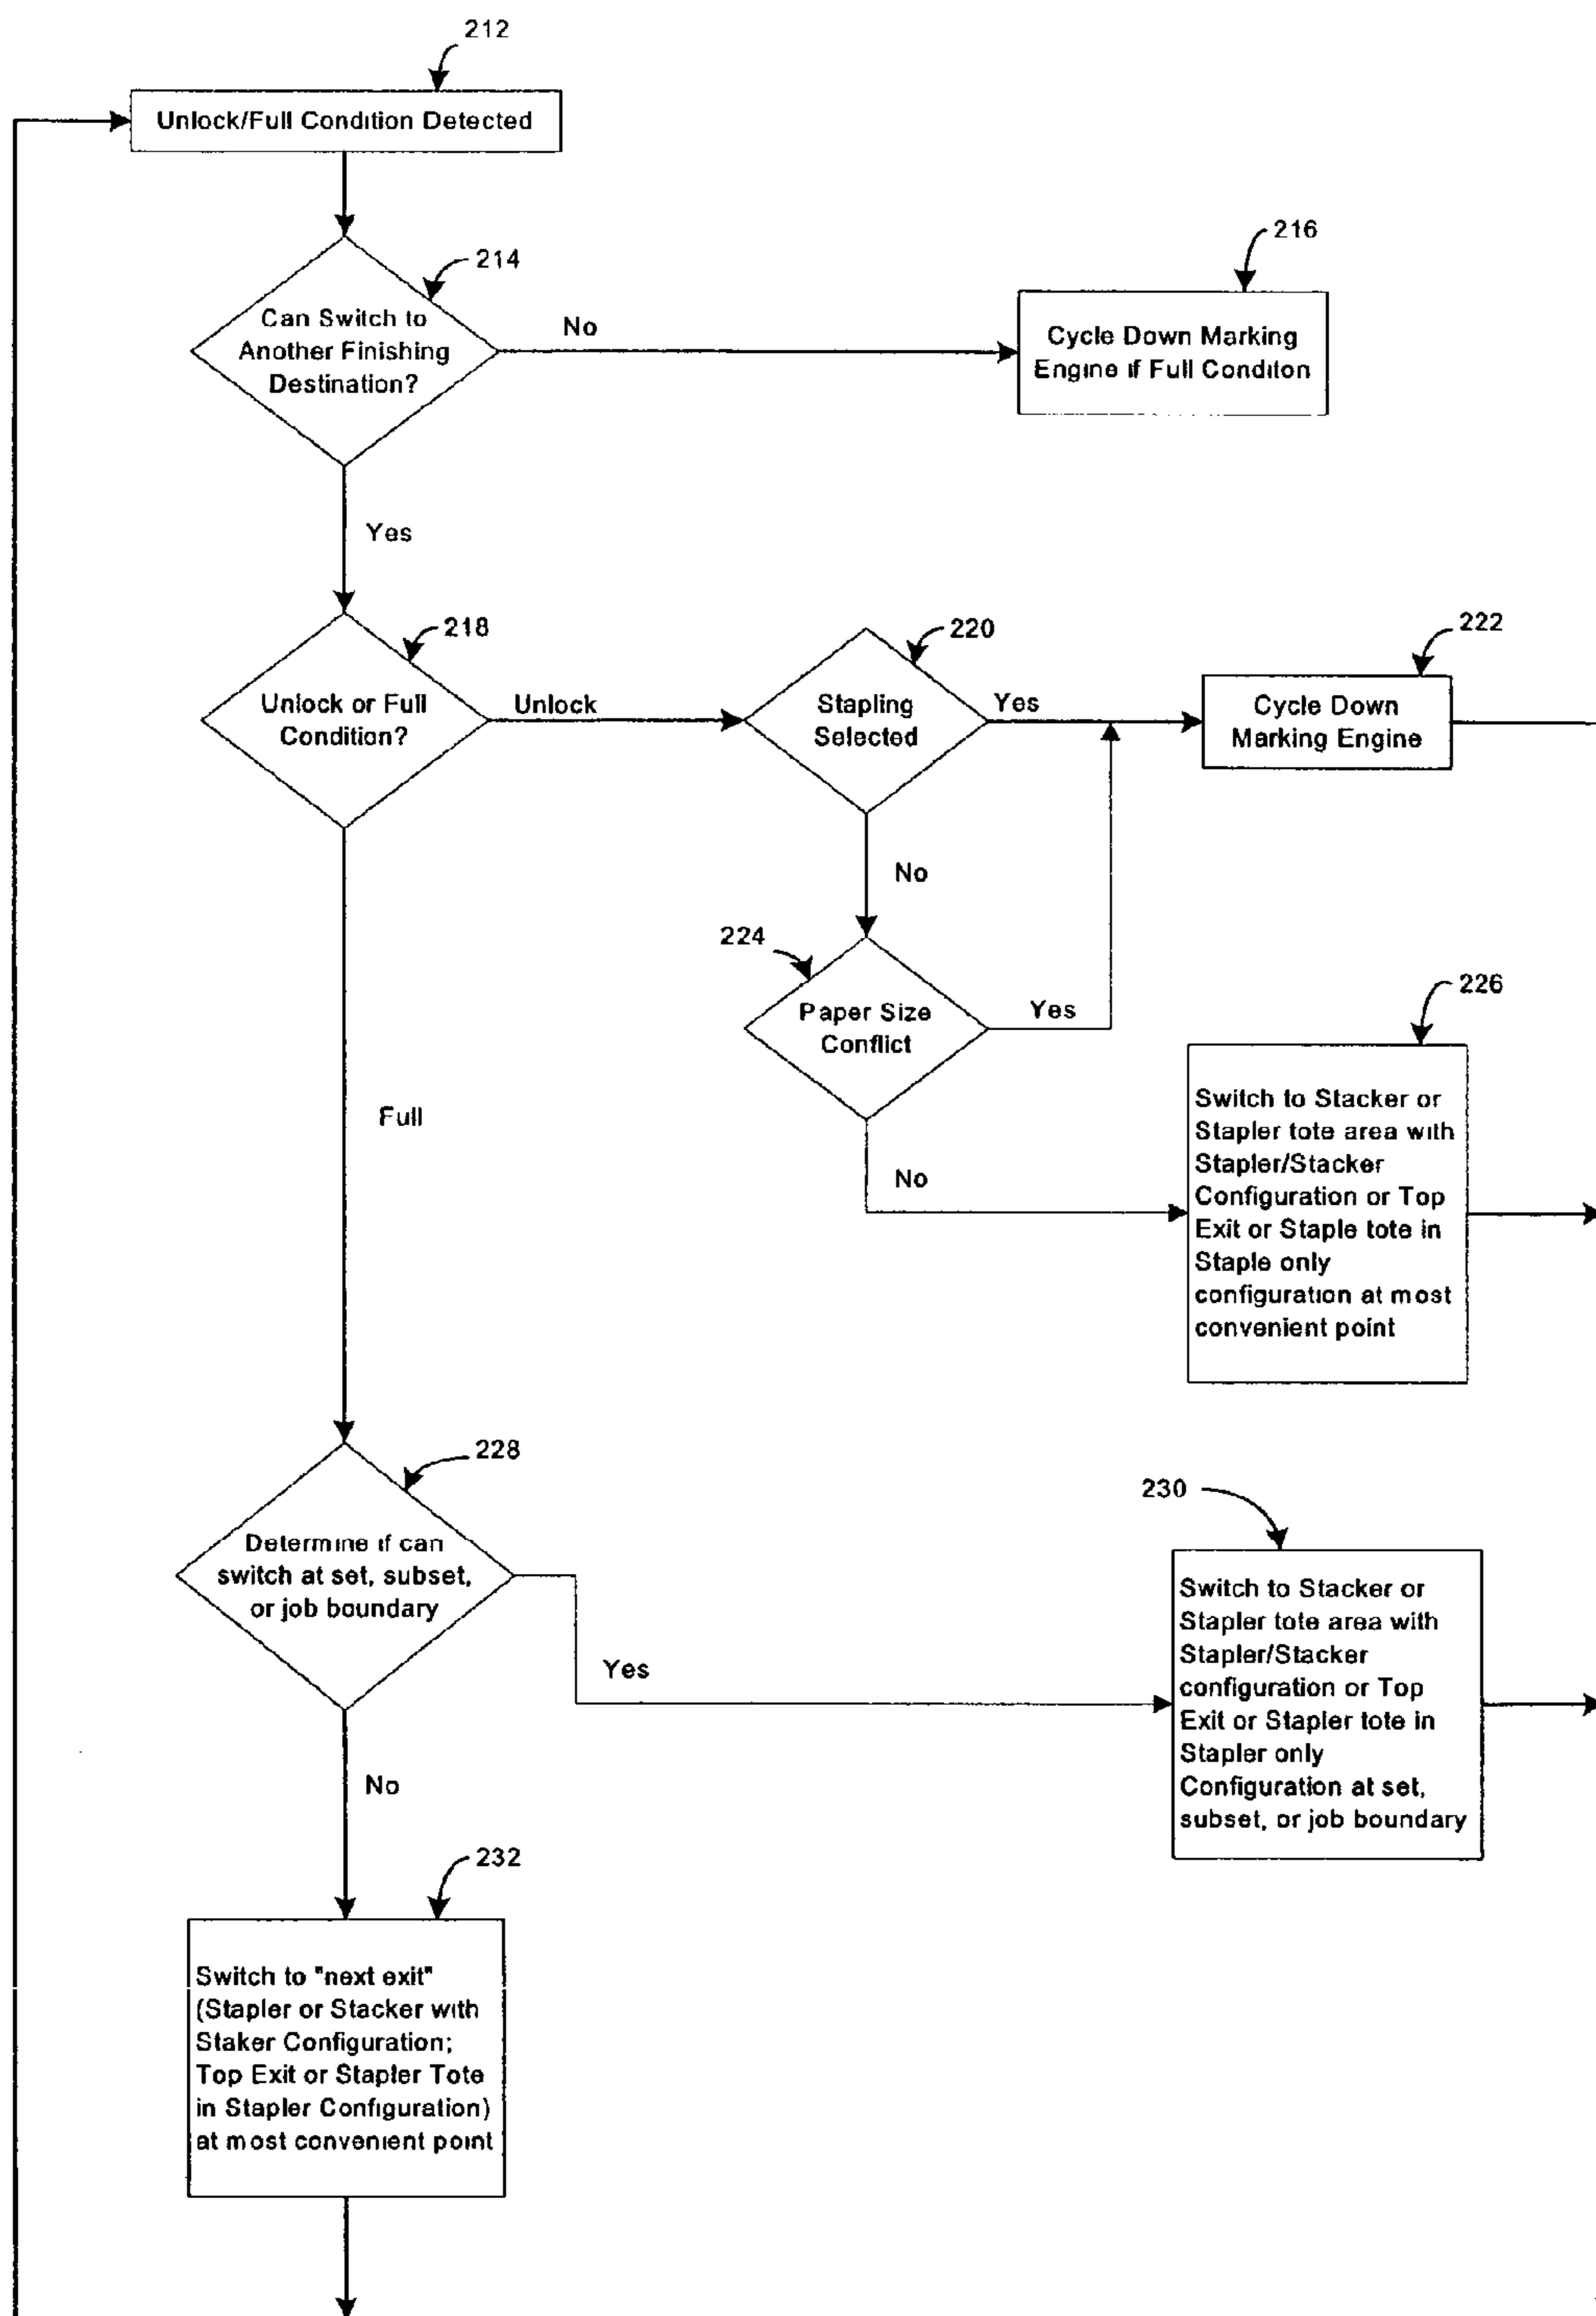 212
Unlock/Full Condition Detected
214
Can Switch to
Another Finishing
Destination?
No
216
Cycle Down Marking
Engine if Full Conditon
Yes
218
Unlock or Full
Condition?
Unlock
220
Stapling
Selected
Yes
222
Cycle Down
Marking Engine
No
224
Paper Size
Conflict
Yes
No
226
Switch to Stacker or
Stapler tote area with
Stapler/Stacker
Configuration or Top
Exit or Staple tote in
Staple only
configuration at most
convenient point
Full
228
Determine if can
switch at set, subset,
or job boundary
Yes
230
Switch to Stacker or
Stapler tote area with
Stapler/Stacker
configuration or Top
Exit or Stapler tote in
Stapler only
Configuration at set,
subset, or job boundary
No
232
Switch to "next exit"
(Stapler or Stacker with
Staker Configuration;
Top Exit or Stapler Tote
in Stapler Configuration)
at most convenient point